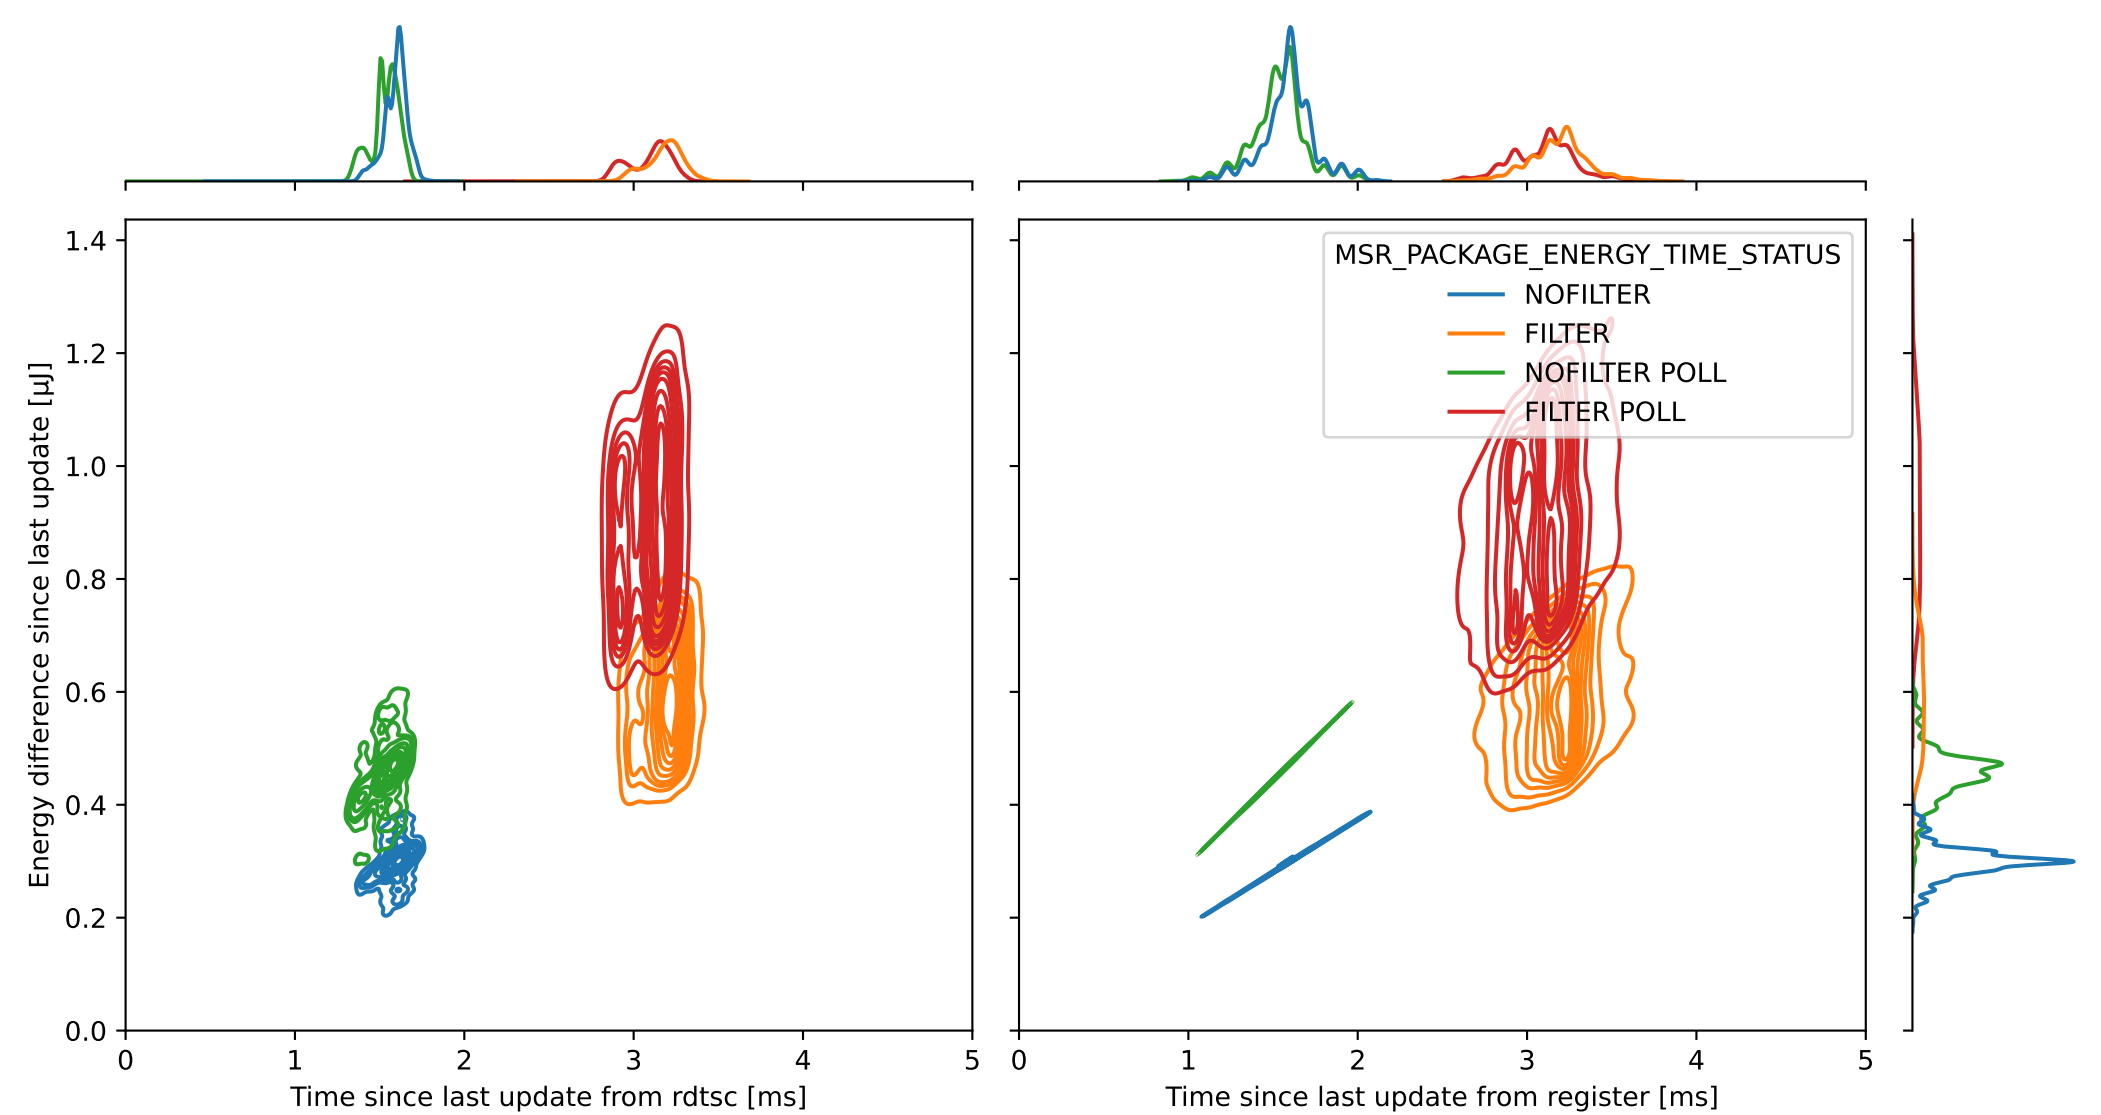 MSR_PACKAGE_ENERGY_TIME_STATUS
NOFILTER
FILTER
NOFILTER POLL
FILTER POLL
Energy difference since last update [µJ]
1.4
1.2
1.0
0.8
0.6
0.4
0.2
0.0
0 1 2 3 4 5
0 1 2 3 4 5
Time since last update from rdtsc [ms]
Time since last update from register [ms]